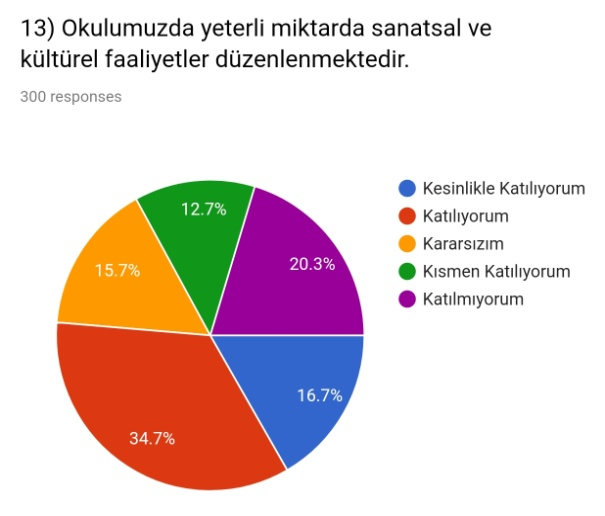 13) Okulumuzda yeterli miktarda sanatsal ve
kültürel faaliyetler düzenlenmektedir.
300 responses
12.7%
20.3%
15.7%
16.7%
34.7%
Kesinlikle Katılıyorum
Katılıyorum
Kararsızım
Kısmen Katılıyorum
Katılmıyorum